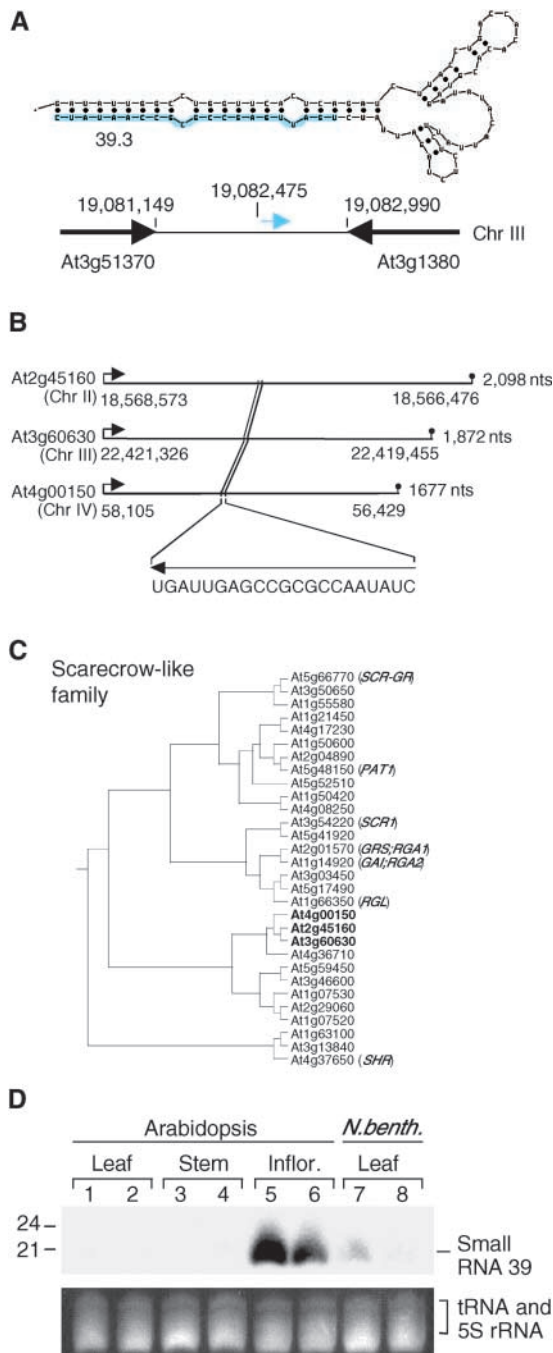 A
39.3
19,082,475
19,081,149
19,082,990
Chr III
At3g51370
At3g1380
B
At2g45160
(Chr II)
18,568,573
18,566,476
2,098 nts
At3g60630
(Chr III)
22,421,326
22,419,455
1,872 nts
At4g00150
(Chr IV)
58,105
56,429
1677 nts
UGAUUGAGCCGCGCCAAUAUC
C
Scarecrow-like
family
At5g66770 (SCR-GR)
At3g50650
At1g55580
At1g21450
At4g17230
At1g50600
At2g04890
At5g48150 (PAT1)
At5g52510
At1g50420
At4g08250
At3g54220 (SCR1)
At5g41920
At2g01570 (GRS;RGA1)
At1g14920 (GAI;RGA2)
At3g03450
At5g17490
At1g66350 (RGL)
At4g00150
At2g45160
At3g60630
At4g36710
At5g59450
At3g46600
At1g07530
At2g29060
At1g07520
At1g63100
At3g13840
At4g37650 (SHR)
D
Arabidopsis N.benth.
Leaf Stem Inflor. Leaf
1 2 3 4 5 6 7 8
24
21
Small
RNA 39
tRNA and
5S rRNA